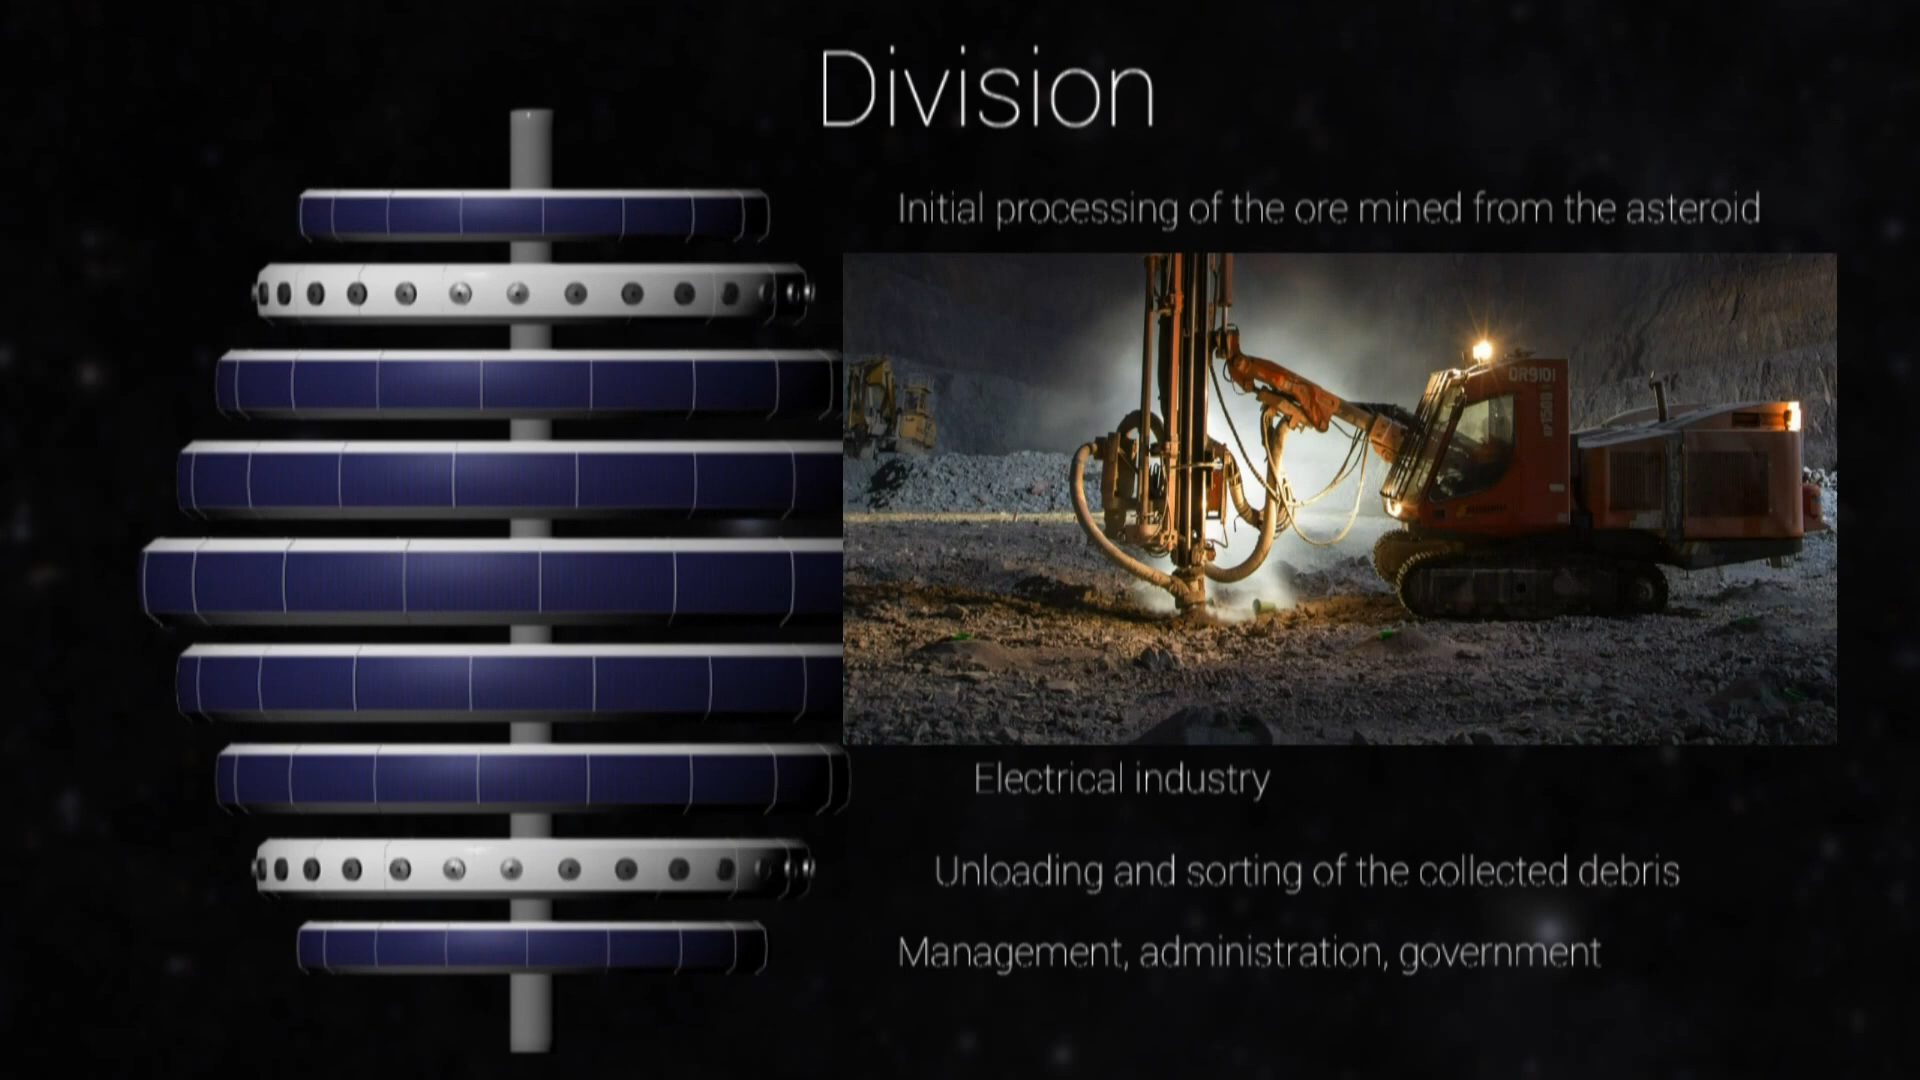 Division
Initial processing of the ore mined from the asteroid
DR9101
Electrical industry
Unloading and sorting of the collected debris
Management, administration, government